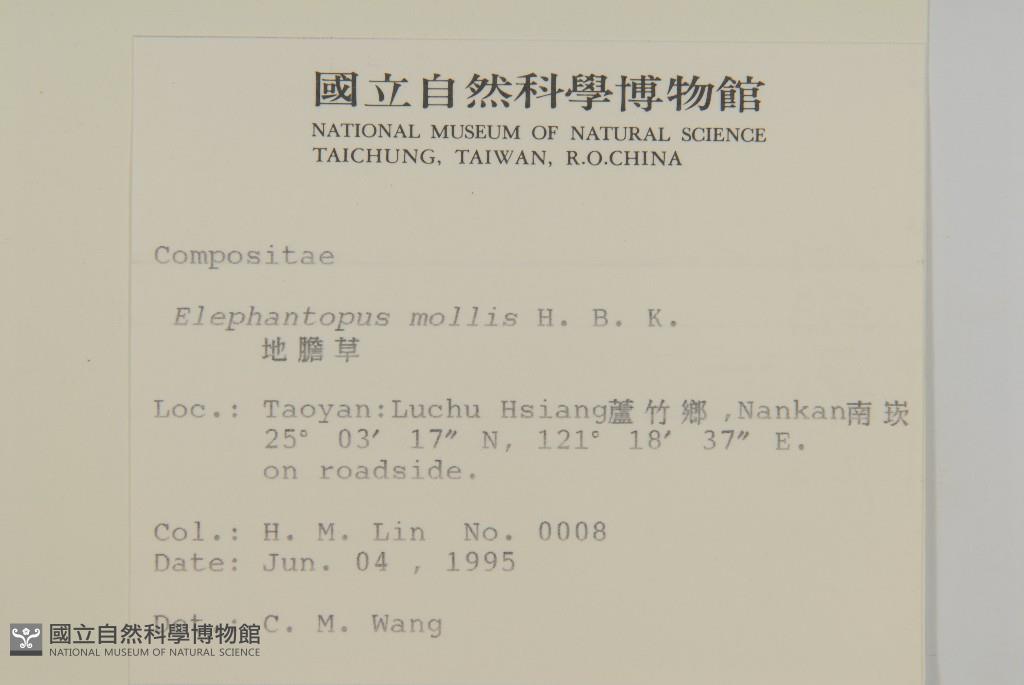 國立自然科學博物館
NATIONAL MUSEUM OF NATURAL SCIENCE
TAICHUNG, TAIWAN, R.O.CHINA
Compositae
Elephantopus mollis H. B. K.
地膽草
Loc.: Taoyan:Luchu Hsiang蘆竹鄉,Nankan南崁
25° 03′ 17″ N, 121° 18′ 37″ E.
on roadside.
Col.: H. M. Lin No. 0008
Date: Jun. 04 , 1995
Det.: C. M. Wang
國立自然科學博物館
NATIONAL MUSEUM OF NATURAL SCIENCE